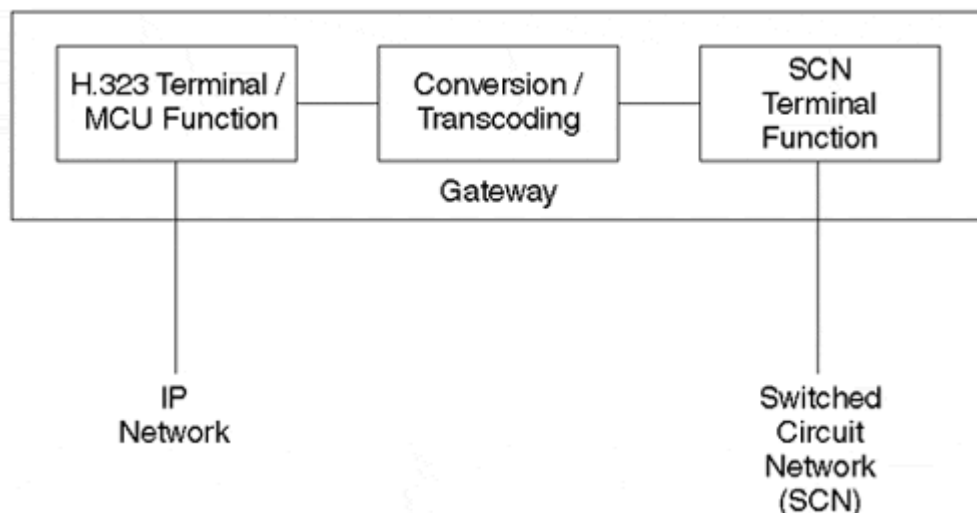 H.323 Terminal /
MCU Function
Conversion /
Transcoding
SCN
Terminal
Function
Gateway
IP
Network
Switched
Circuit
Network
(SCN)